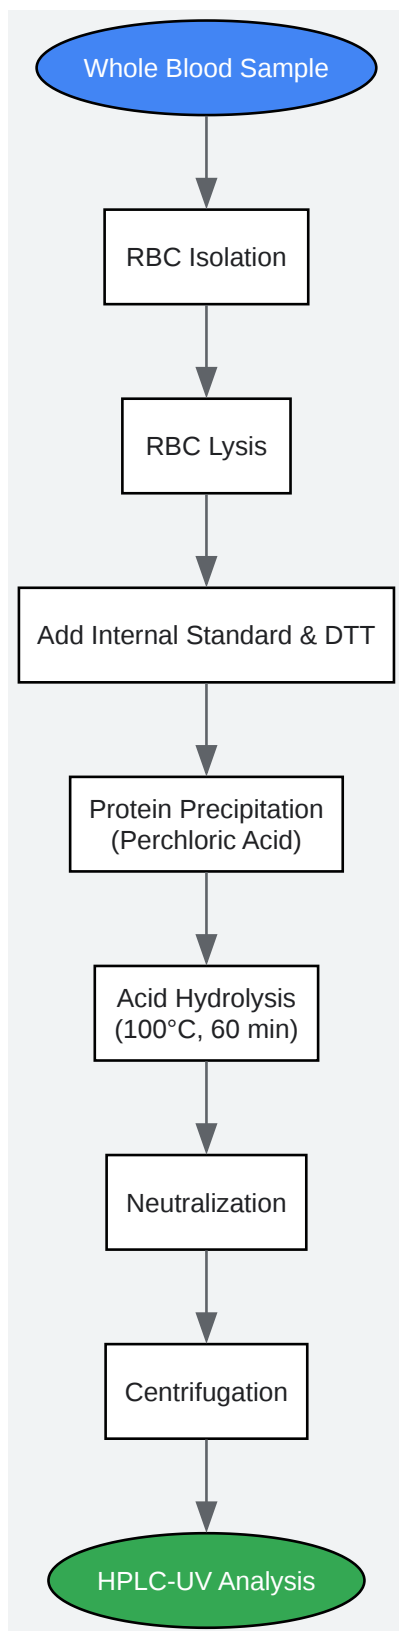 Whole Blood Sample
RBC Isolation
RBC Lysis
Add Internal Standard & DTT
Protein Precipitation
(Perchloric Acid)
Acid Hydrolysis
(100°C, 60 min)
Neutralization
Centrifugation
HPLC-UV Analysis